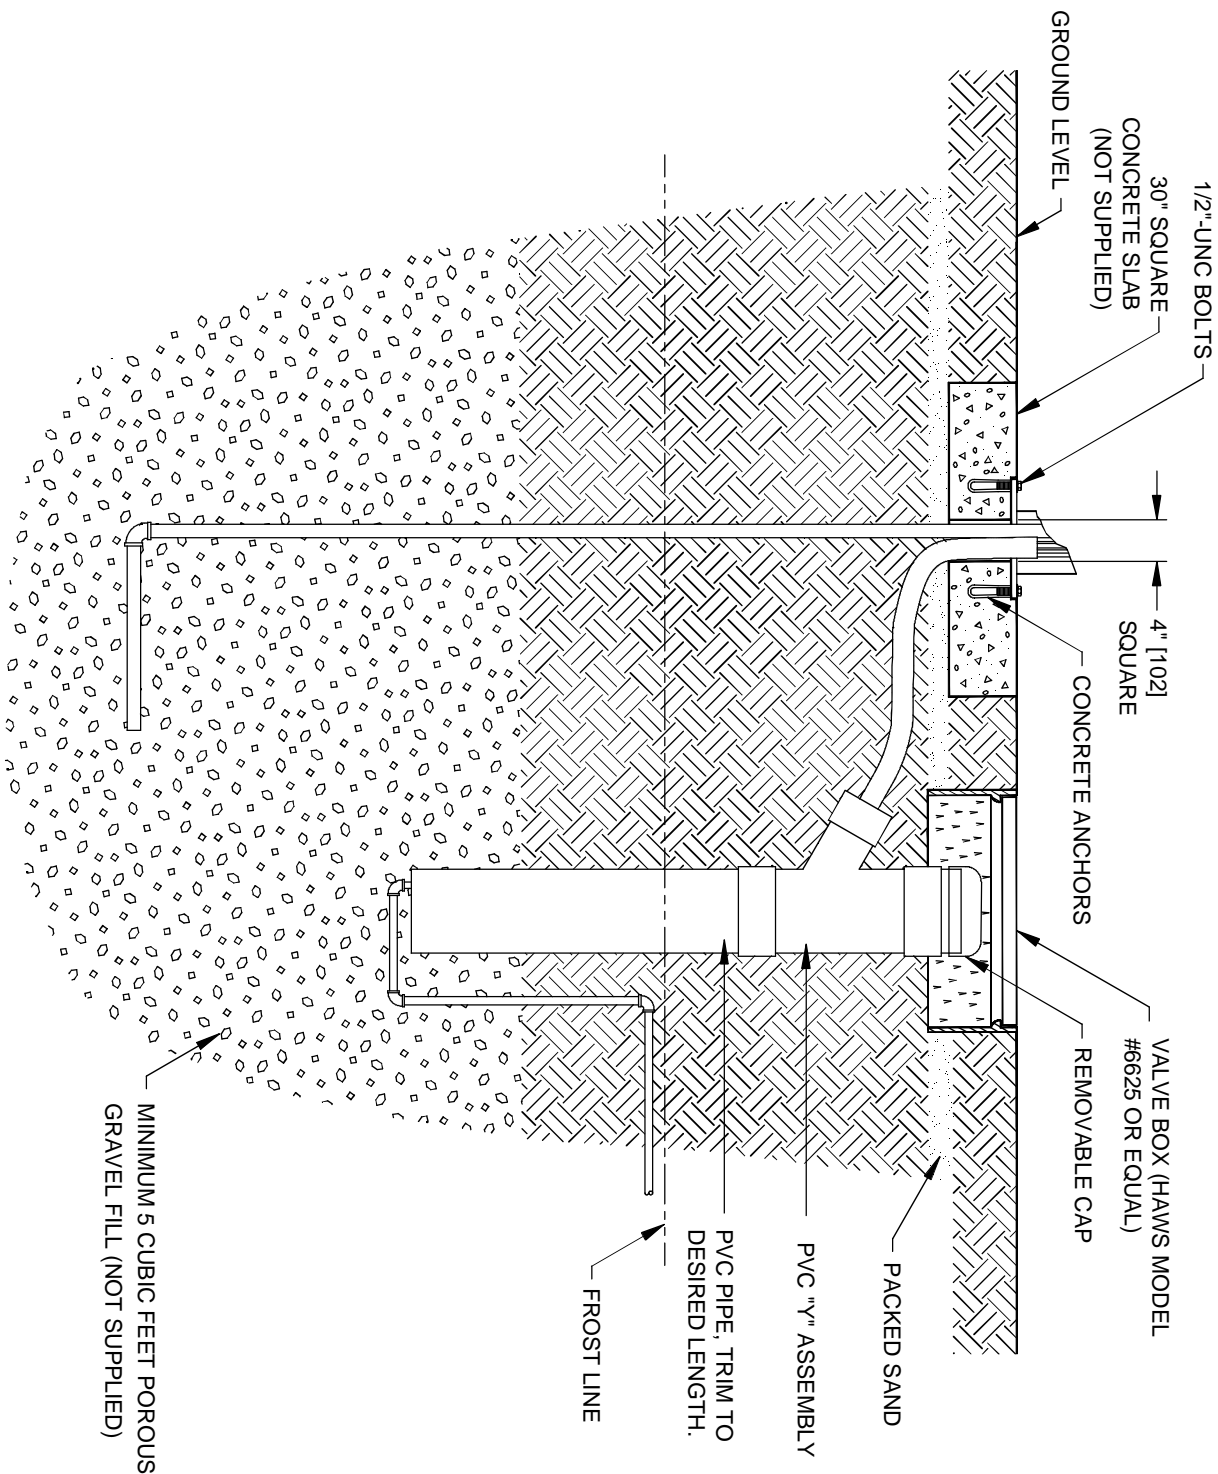 1/2"-UNC BOLTS
30" SQUARE
CONCRETE SLAB
(NOT SUPPLIED)
GROUND LEVEL
4" [102]
SQUARE
CONCRETE ANCHORS
VALVE BOX (HAWS MODEL
#6625 OR EQUAL)
REMOVABLE CAP
PACKED SAND
PVC "Y" ASSEMBLY
PVC PIPE, TRIM TO
DESIRED LENGTH.
FROST LINE
MINIMUM 5 CUBIC FEET POROUS
GRAVEL FILL (NOT SUPPLIED)